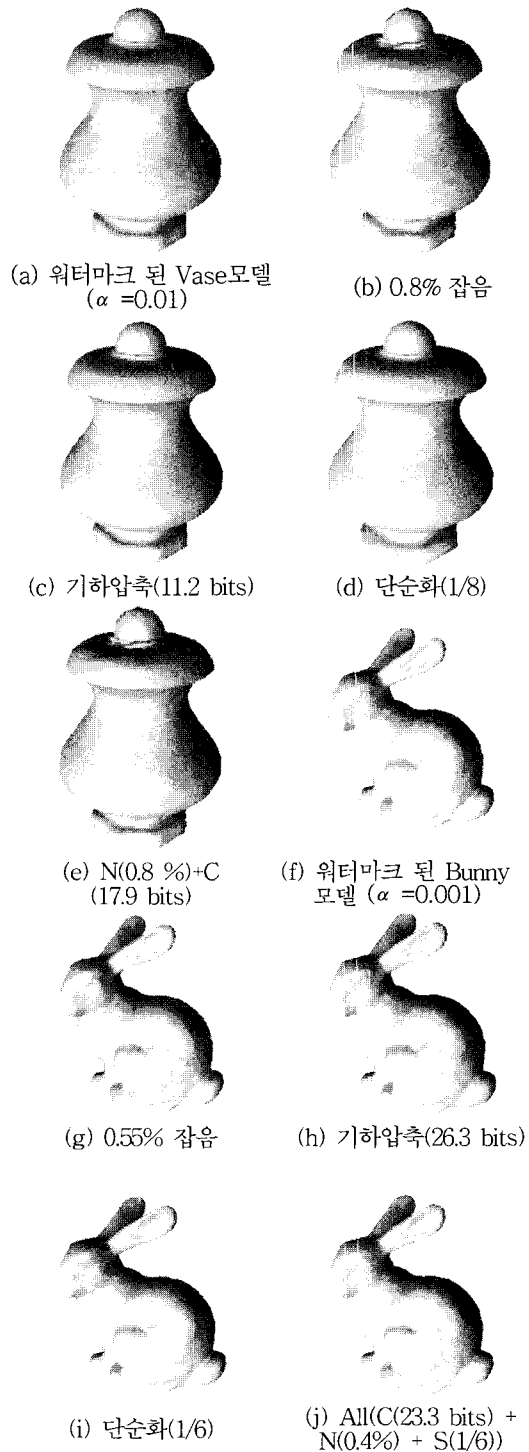 (a) 워터마크 된 Vase모델
(α =0.01)
(b) 0.8% 잡음
(c) 기하압축(11.2 bits)
(d) 단순화(1/8)
(e) N(0.8 %)+C
(17.9 bits)
(f) 워터마크 된 Bunny
모델 (α =0.001)
(g) 0.55% 잡음
(h) 기하압축(26.3 bits)
(i) 단순화(1/6)
(j) All(C(23.3 bits) +
N(0.4%) + S(1/6))